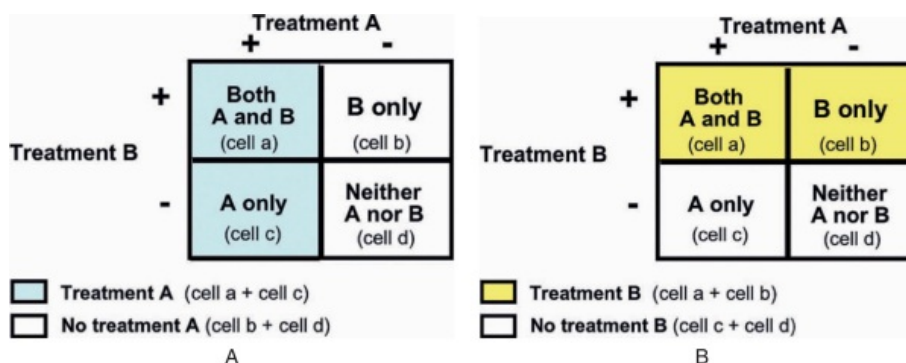 Treatment A
+ -
+
Both
A and B
(cell a)
B only
(cell b)
Treatment B
-
A only
(cell c)
Neither
A nor B
(cell d)
Treatment A (cell a + cell c)
No treatment A (cell b + cell d)
A
Treatment A
+ -
+
Both
A and B
(cell a)
B only
(cell b)
Treatment B
-
A only
(cell c)
Neither
A nor B
(cell d)
Treatment B (cell a + cell b)
No treatment B (cell c + cell d)
B